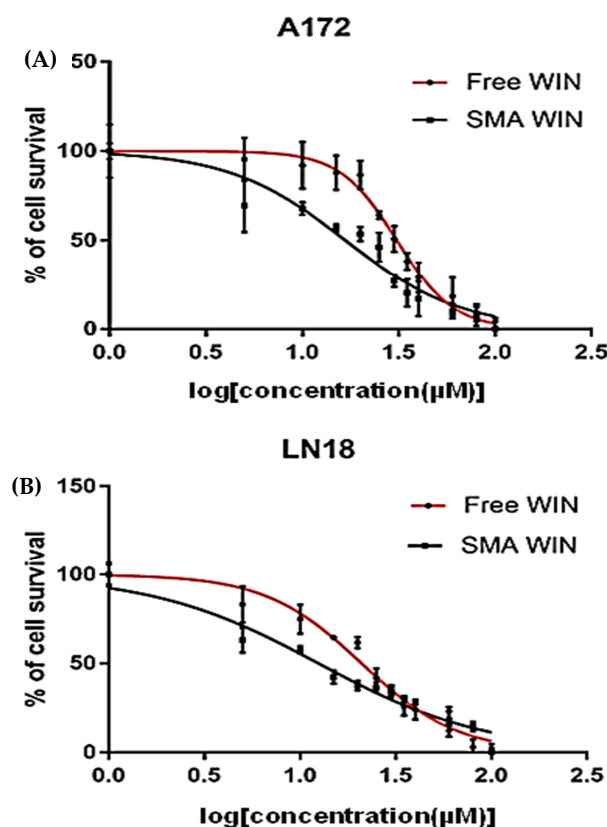 A172
(A)
50
100
50
0
% of cell survival
Free WIN
SMA WIN
0.0 0.5 1.0 1.5 2.0 2.5
log[concentration(µM)]
LN18
(B)
150
100
50
0
% of cell survival
Free WIN
SMA WIN
0.0 0.5 1.0 1.5 2.0 2.5
log[concentration(µM)]